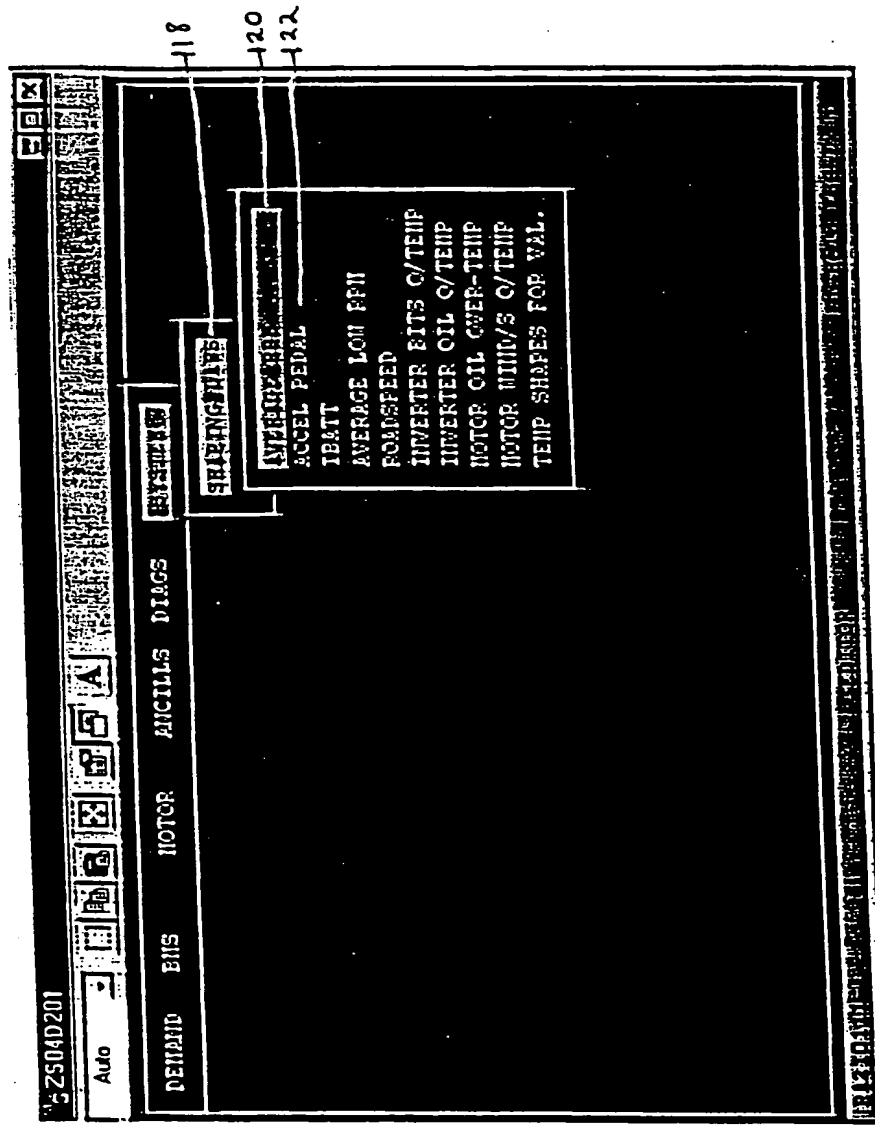 ZS04D201
Auto
A
DEMAND BMS MOTOR ANCILLS DIAGS
118
120
122
ACCEL PEDAL
IBATT
AVERAGE LOW RPM
ROADSPEED
INVERTER BITS O/TEMP
INVERTER OIL O/TEMP
MOTOR OIL OVER-TEMP
MOTOR WIND/S O/TEMP
TEMP SHAPES FOR VAL.